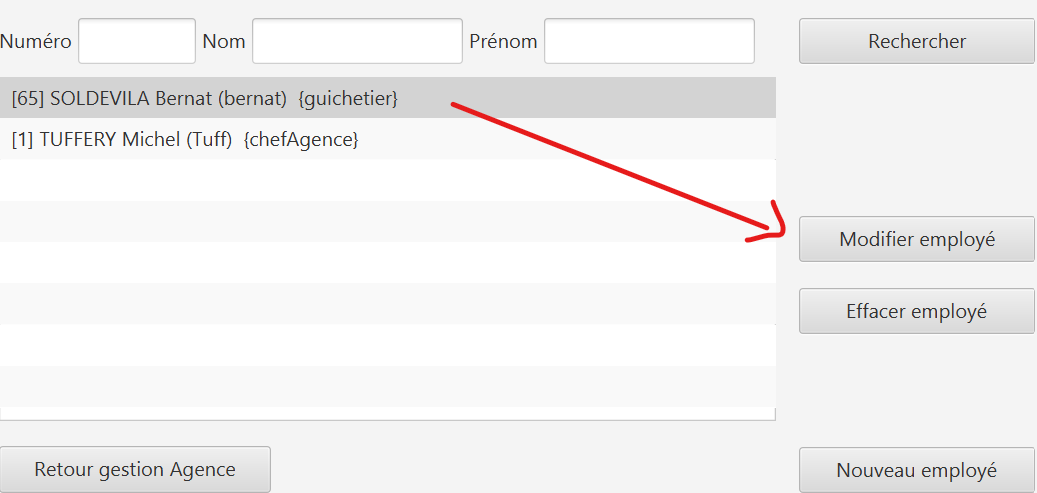 Numéro Nom Prénom Rechercher
[65] SOLDEVILA Bernat (bernat) {guichetier}
[1] TUFFERY Michel (Tuff) {chefAgence}
Modifier employé
Effacer employé
Retour gestion Agence Nouveau employé